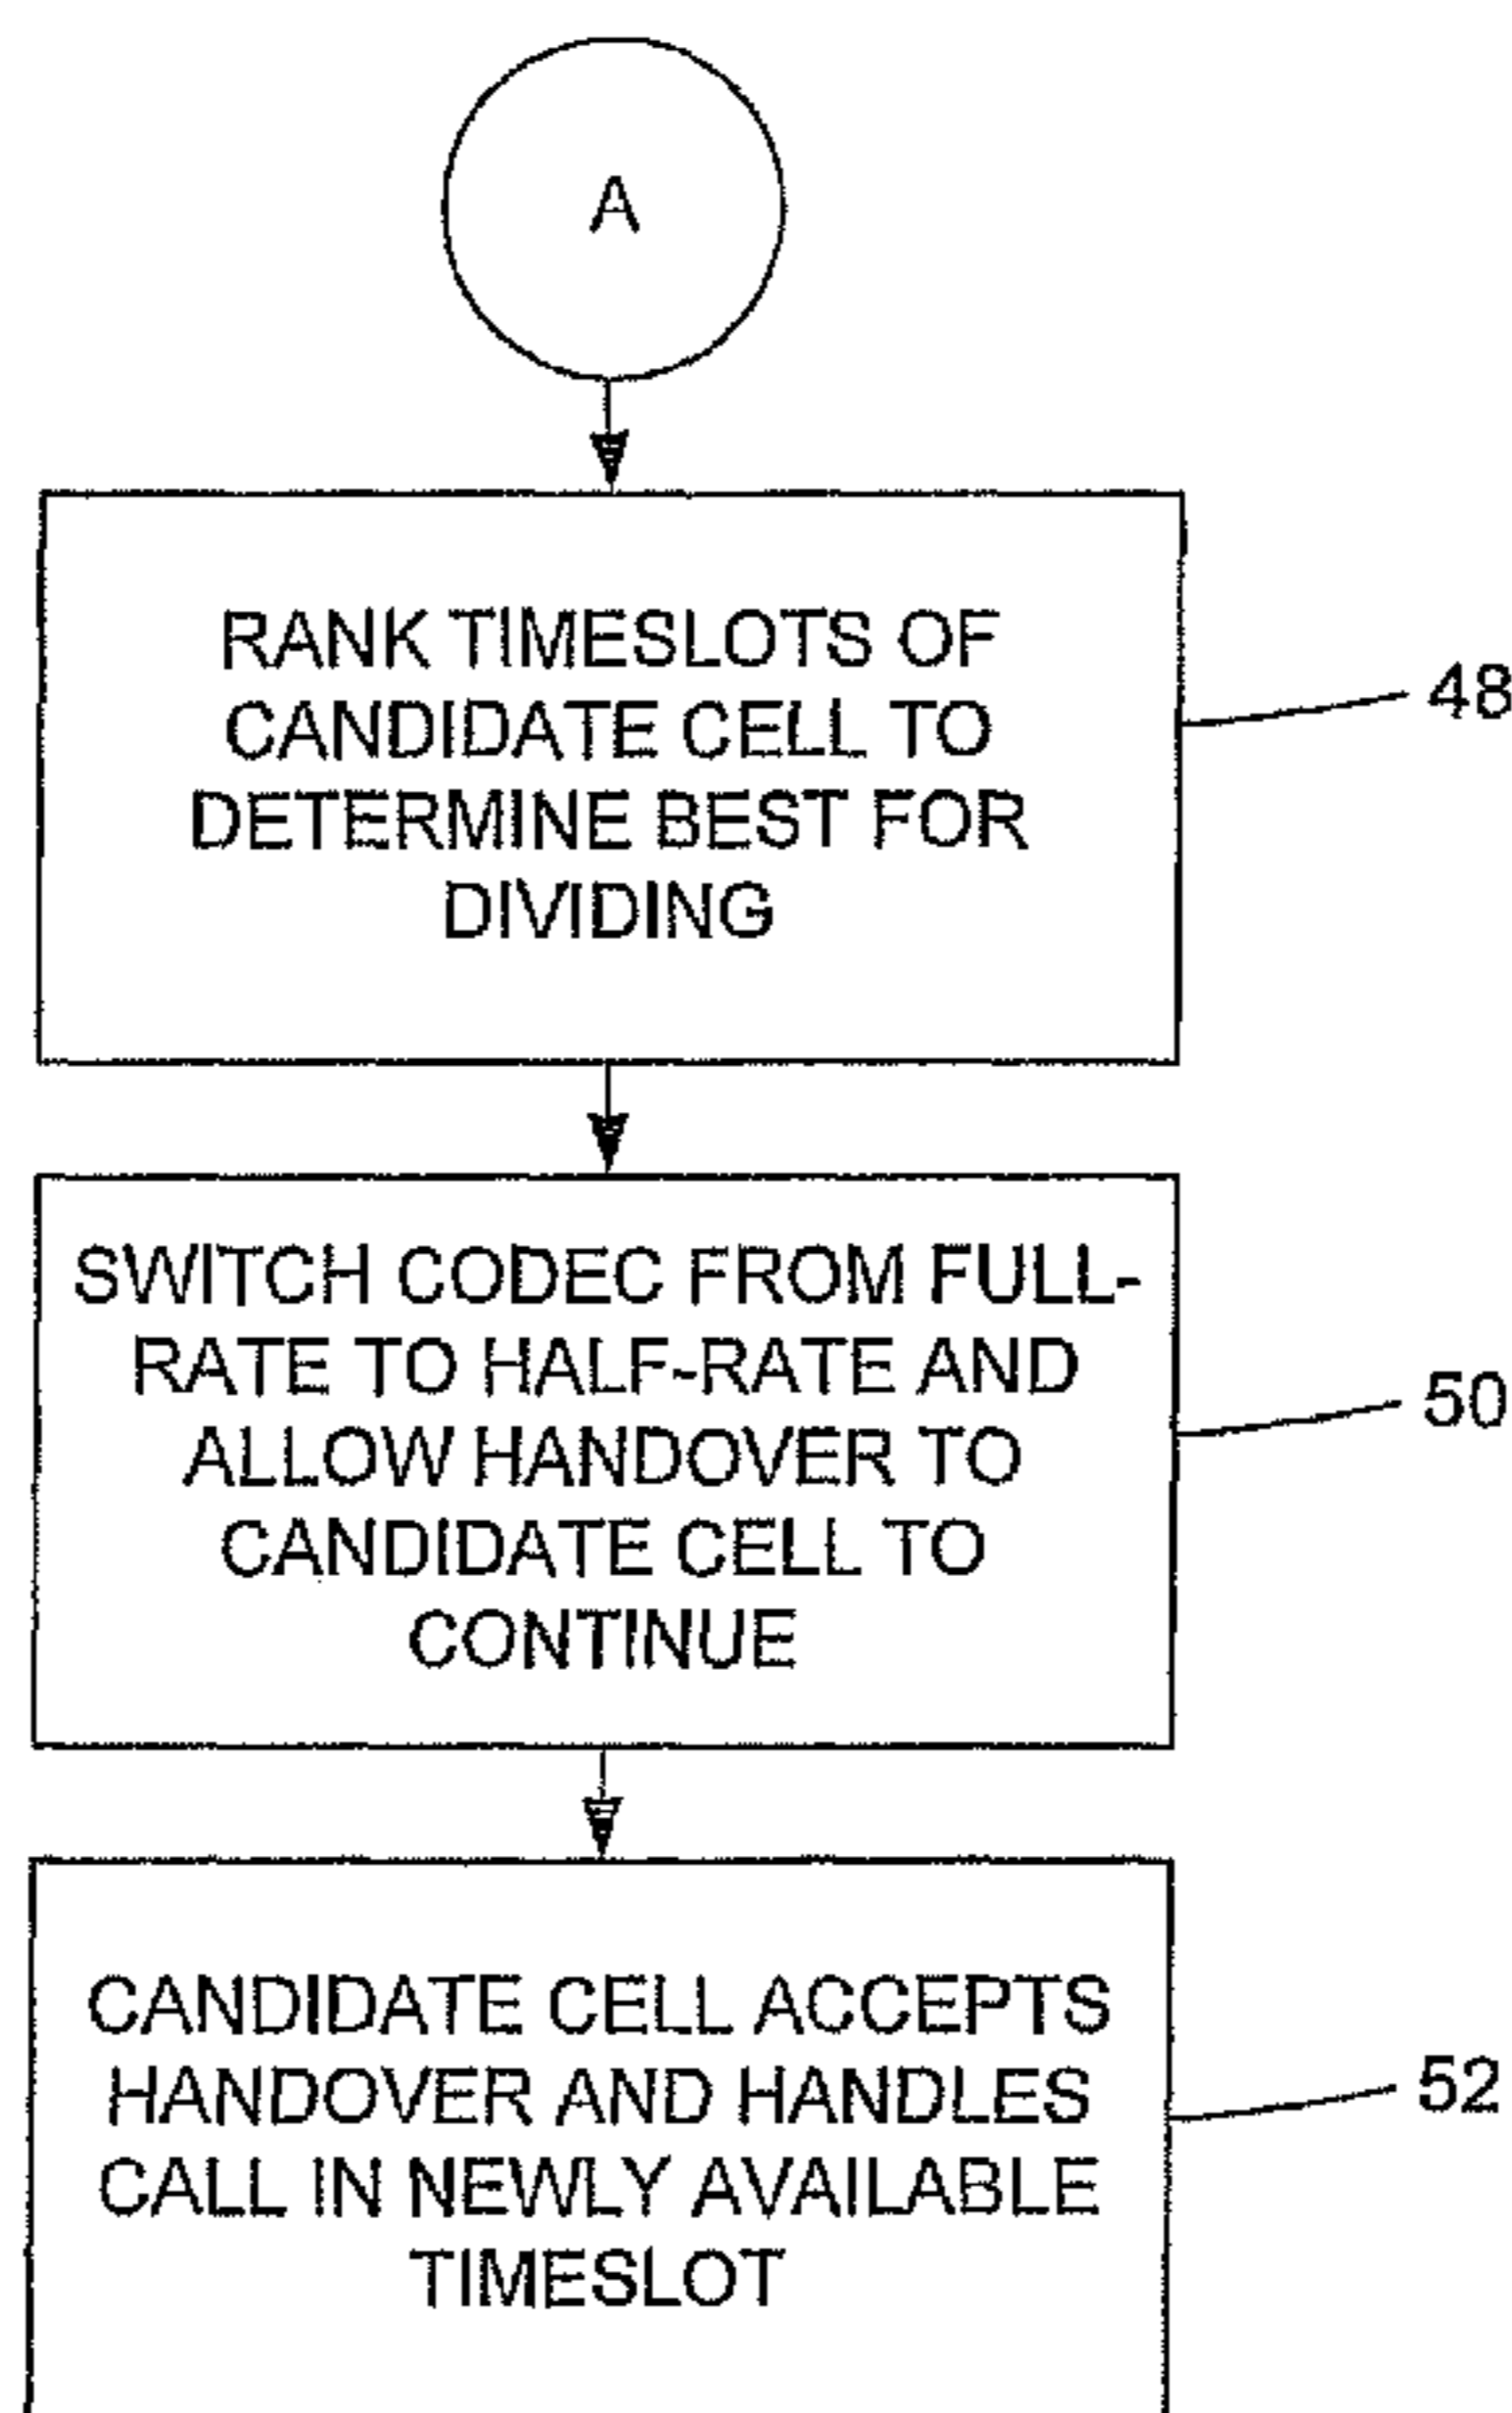 A
RANK TIMESLOTS OF
CANDIDATE CELL TO
DETERMINE BEST FOR
DIVIDING
48
SWITCH CODEC FROM FULL-
RATE TO HALF-RATE AND
ALLOW HANDOVER TO
CANDIDATE CELL TO
CONTINUE
50
CANDIDATE CELL ACCEPTS
HANDOVER AND HANDLES
CALL IN NEWLY AVAILABLE
TIMESLOT
52